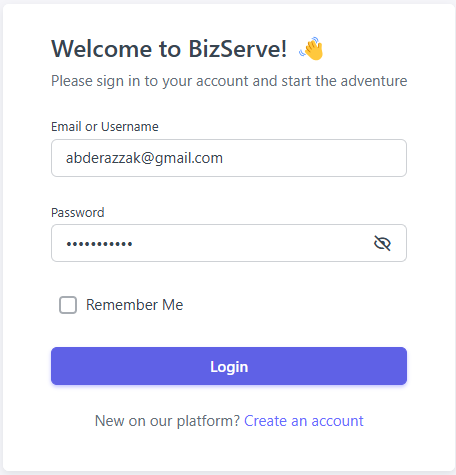 Welcome to BizServe! 👋
Please sign in to your account and start the adventure
Email or Username
abderazzak@gmail.com
Password
•••••••••••
Remember Me
Login
New on our platform? Create an account